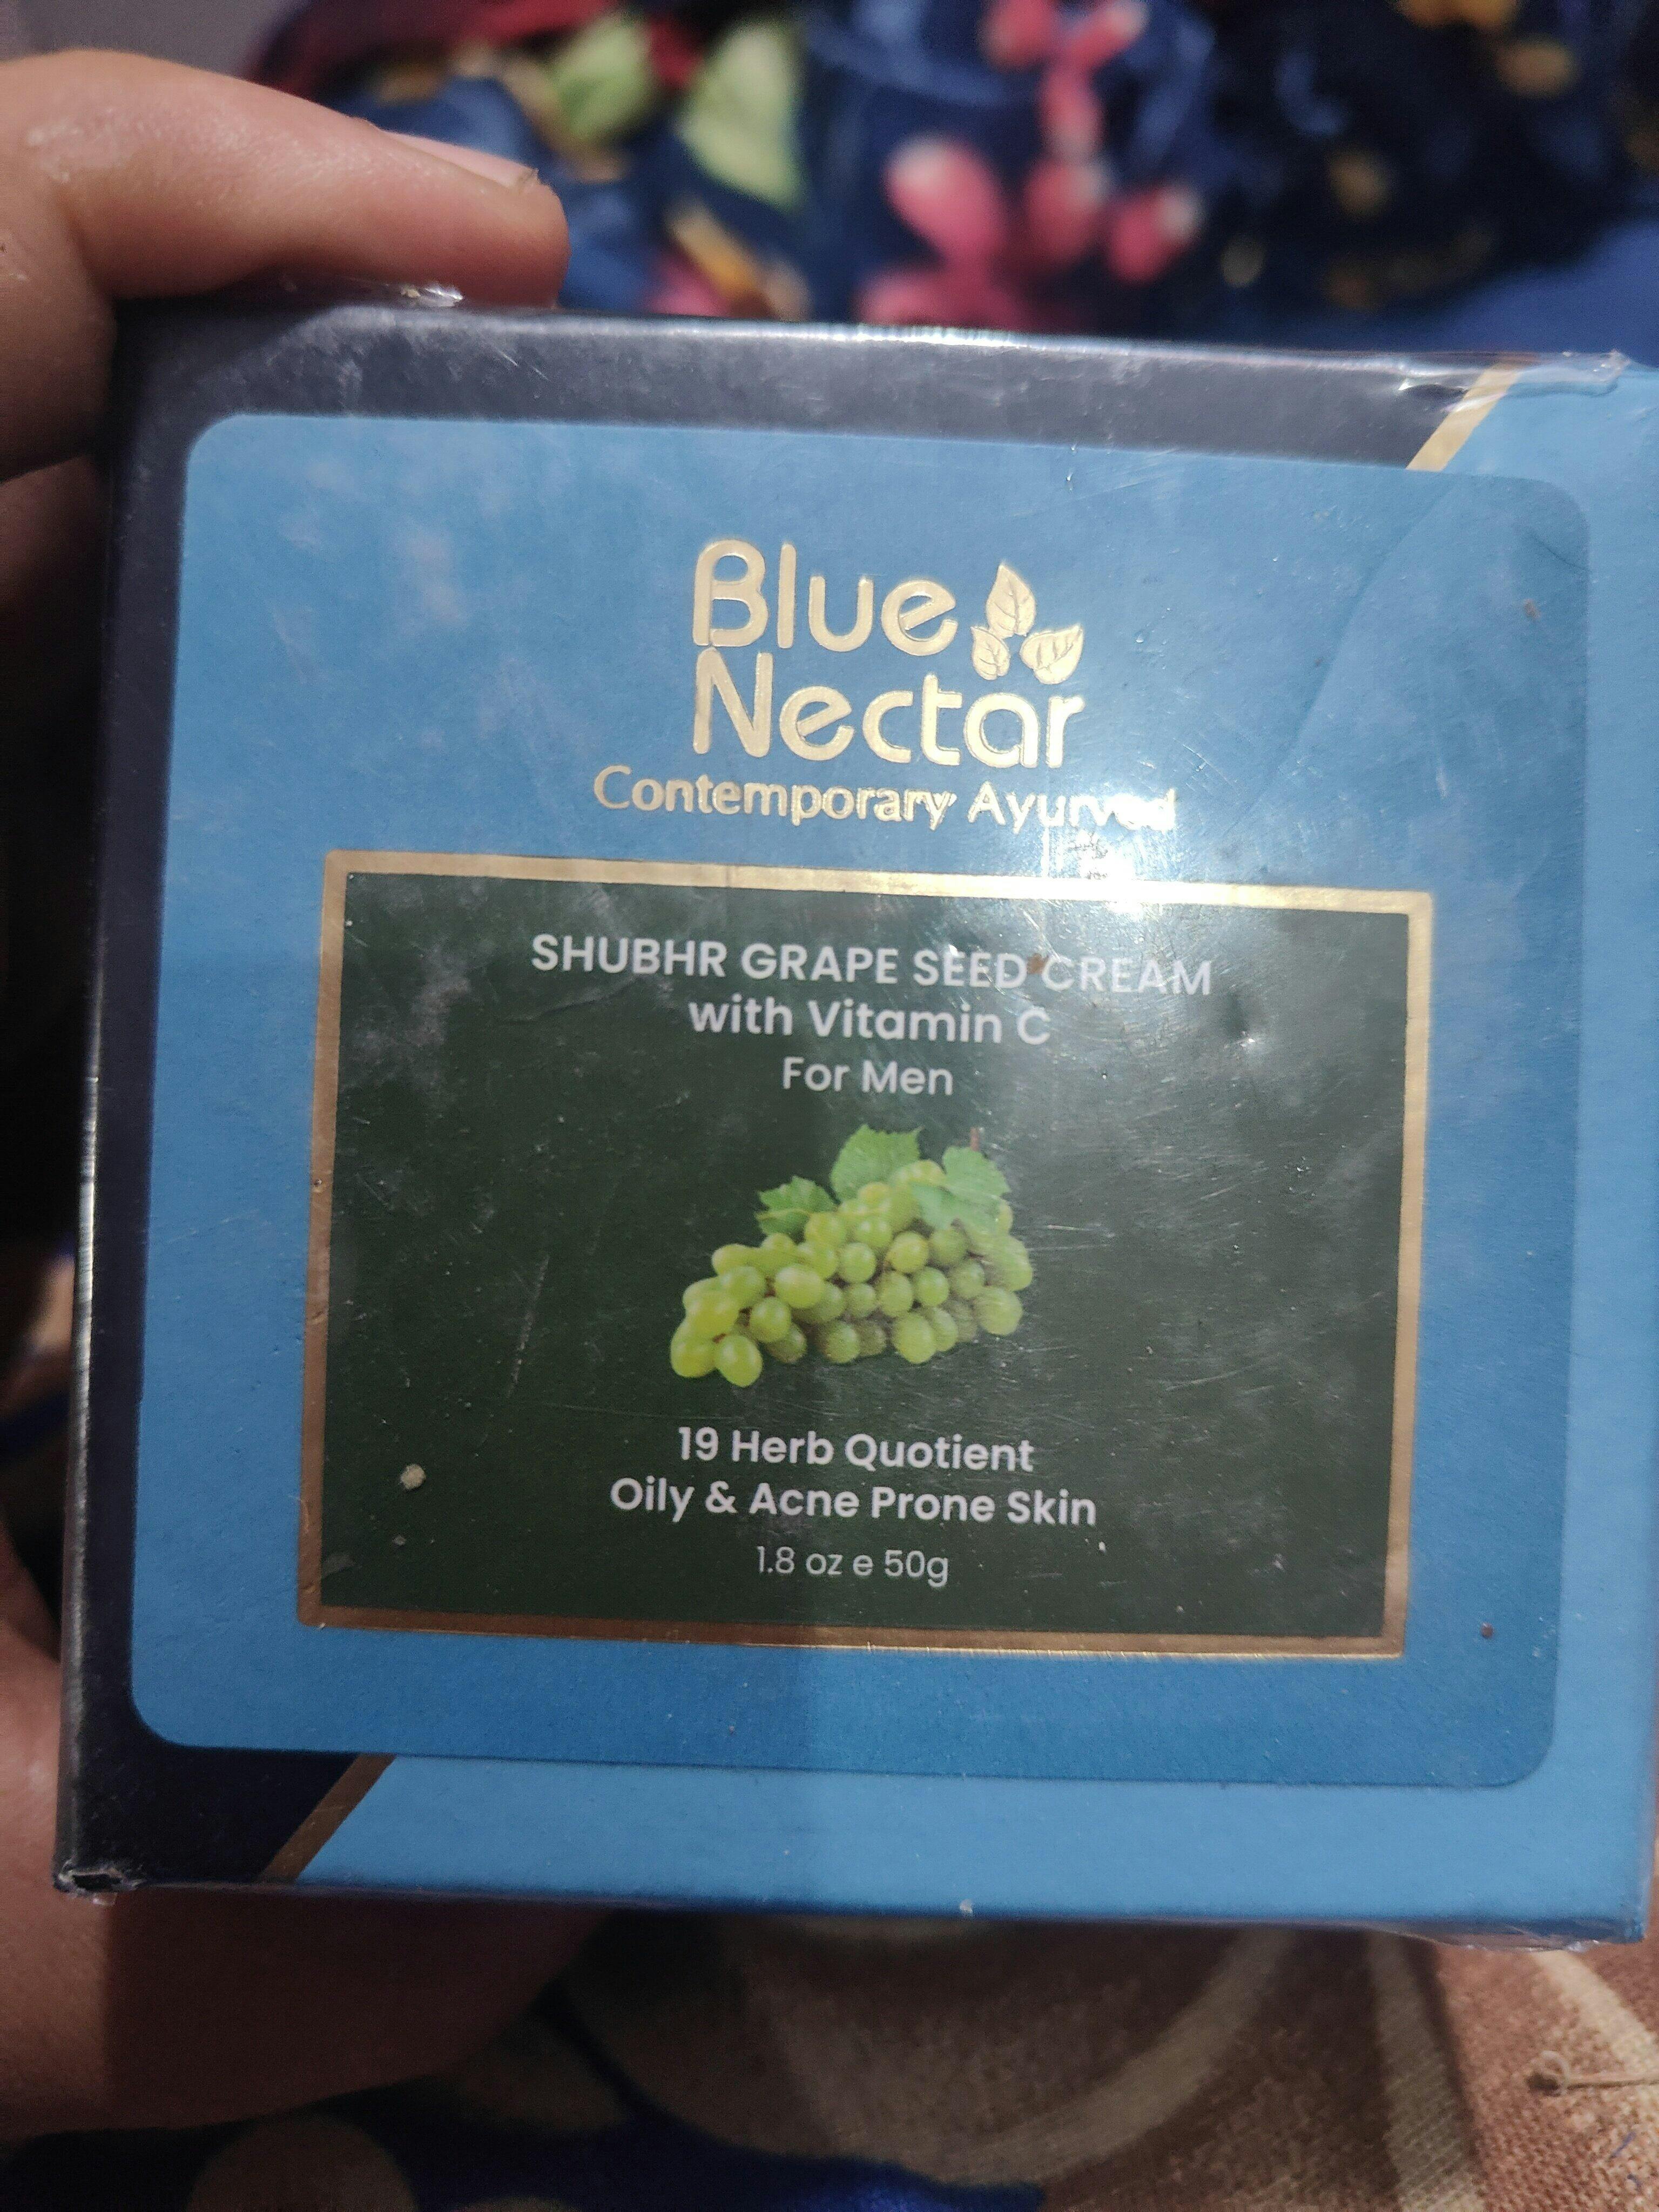 Blue
Nectar
Contemporary Ayurved
SHUBHR GRAPE SEED CREAM
with Vitamin C
For Men
19 Herb Quotient
Oily & Acne Prone Skin
1.8 oz e 50g